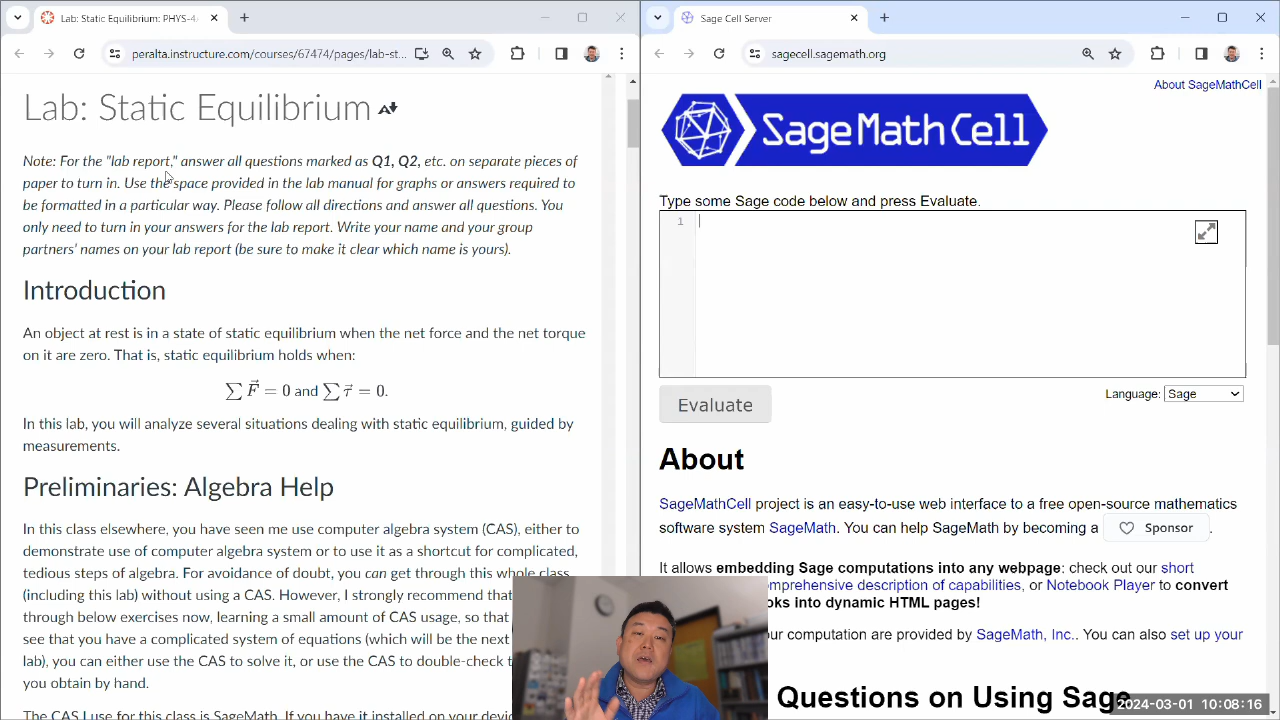 Lab: Static Equilibrium: PHYS-4
Sage Cell Server
peralta.instructure.com/courses/67474/pages/lab-st...
sagecell.sagemath.org
Lab: Static Equilibrium
Note: For the "lab report," answer all questions marked as Q1, Q2, etc. on separate pieces of
paper to turn in. Use the space provided in the lab manual for graphs or answers required to
be formatted in a particular way. Please follow all directions and answer all questions. You
only need to turn in your answers for the lab report. Write your name and your group
partners' names on your lab report (be sure to make it clear which name is yours).
Introduction
An object at rest is in a state of static equilibrium when the net force and the net torque
on it are zero. That is, static equilibrium holds when:
∑ F⃗ = 0 and ∑ τ⃗ = 0.
In this lab, you will analyze several situations dealing with static equilibrium, guided by
measurements.
Preliminaries: Algebra Help
In this class elsewhere, you have seen me use computer algebra system (CAS), either to
demonstrate use of computer algebra system or to use it as a shortcut for complicated,
tedious steps of algebra. For avoidance of doubt, you can get through this whole class
(including this lab) without using a CAS. However, I strongly recommend that
through below exercises now, learning a small amount of CAS usage, so that
see that you have a complicated system of equations (which will be the next
lab), you can either use the CAS to solve it, or use the CAS to double-check t
you obtain by hand.
The CAS I use for this class is SageMath. If you have it installed on your devi
About SageMathCell
SageMathCell
Type some Sage code below and press Evaluate.
1
Evaluate
Language: Sage
About
SageMathCell project is an easy-to-use web interface to a free open-source mathematics
software system SageMath. You can help SageMath by becoming a Sponsor.
It allows embedding Sage computations into any webpage: check out our short
mprehensive description of capabilities, or Notebook Player to convert
oks into dynamic HTML pages!
ur computation are provided by SageMath, Inc.. You can also set up your
Questions on Using Sage
2024-03-01 10:08:16